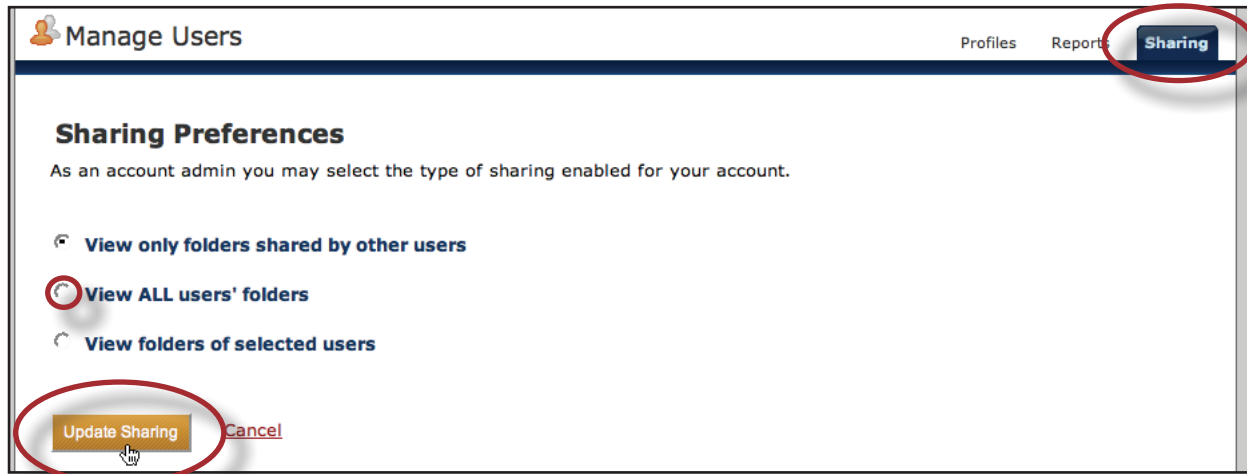 Manage Users
Profiles Reports Sharing
Sharing Preferences
As an account admin you may select the type of sharing enabled for your account.
View only folders shared by other users
View ALL users' folders
View folders of selected users
Update Sharing Cancel